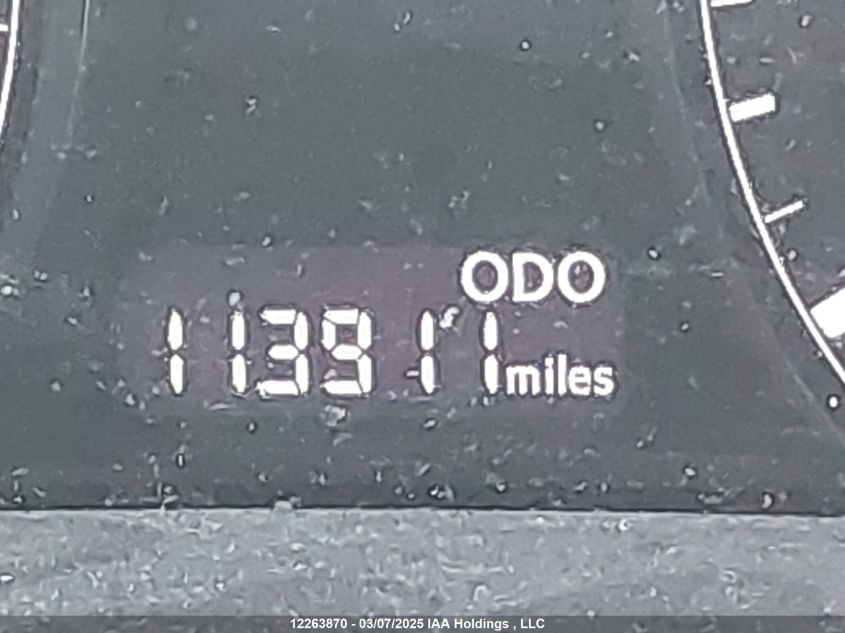 ODO
113911 miles
12263870 - 03/07/2025 IAA Holdings , LLC